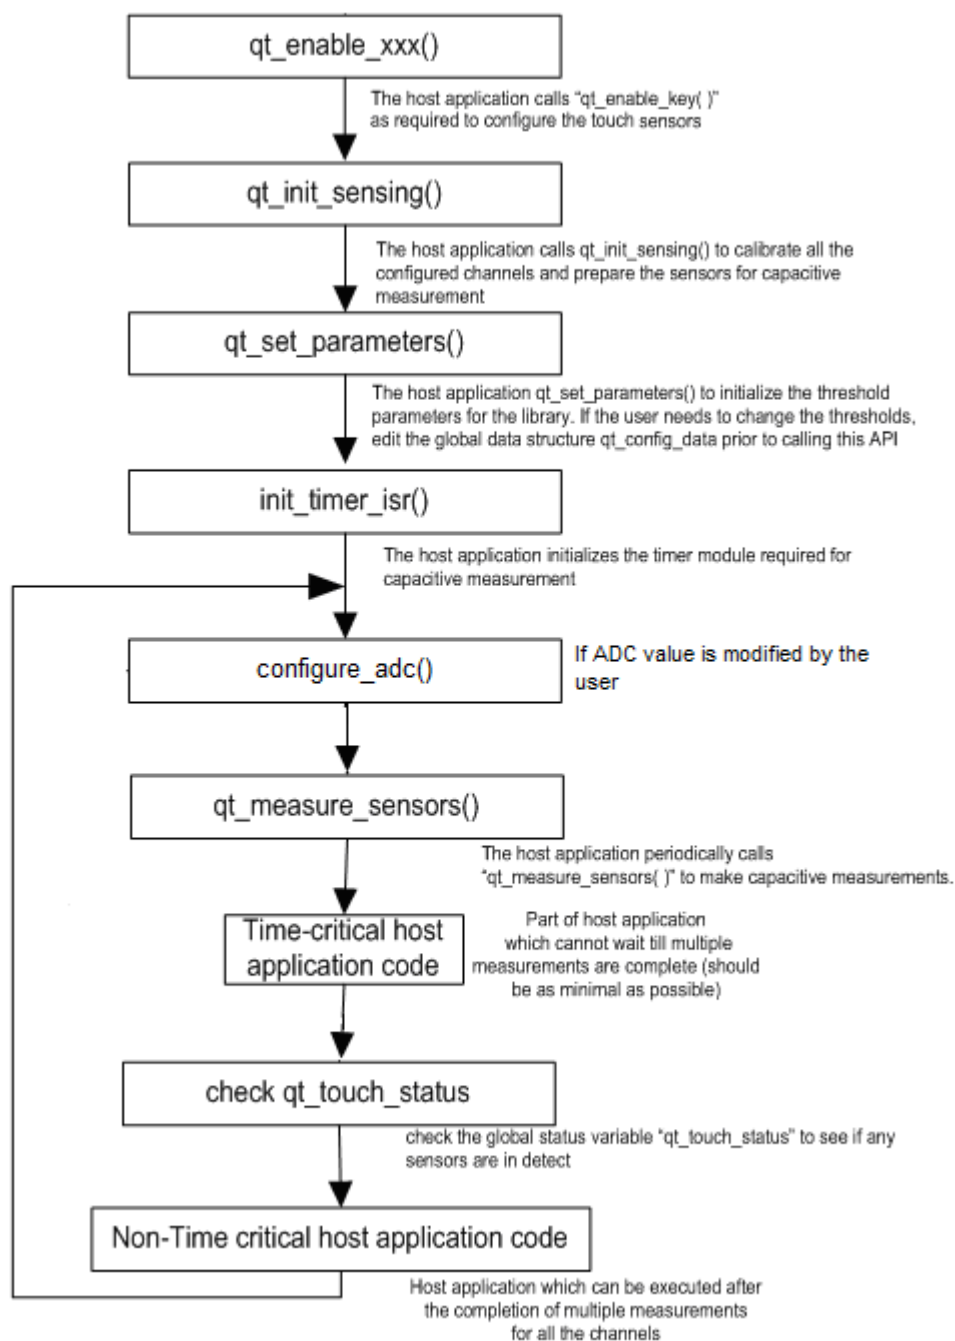 qt_enable_xxx()
The host application calls “qt_enable_key( )”
as required to configure the touch sensors
qt_init_sensing()
The host application calls qt_init_sensing() to calibrate all the
configured channels and prepare the sensors for capacitive
measurement
qt_set_parameters()
The host application qt_set_parameters() to initialize the threshold
parameters for the library. If the user needs to change the thresholds,
edit the global data structure qt_config_data prior to calling this API
init_timer_isr()
The host application initializes the timer module required for
capacitive measurement
configure_adc()
If ADC value is modified by the
user
qt_measure_sensors()
The host application periodically calls
“qt_measure_sensors( )” to make capacitive measurements.
Time-critical host
application code
Part of host application
which cannot wait till multiple
measurements are complete (should
be as minimal as possible)
check qt_touch_status
check the global status variable “qt_touch_status” to see if any
sensors are in detect
Non-Time critical host application code
Host application which can be executed after
the completion of multiple measurements
for all the channels